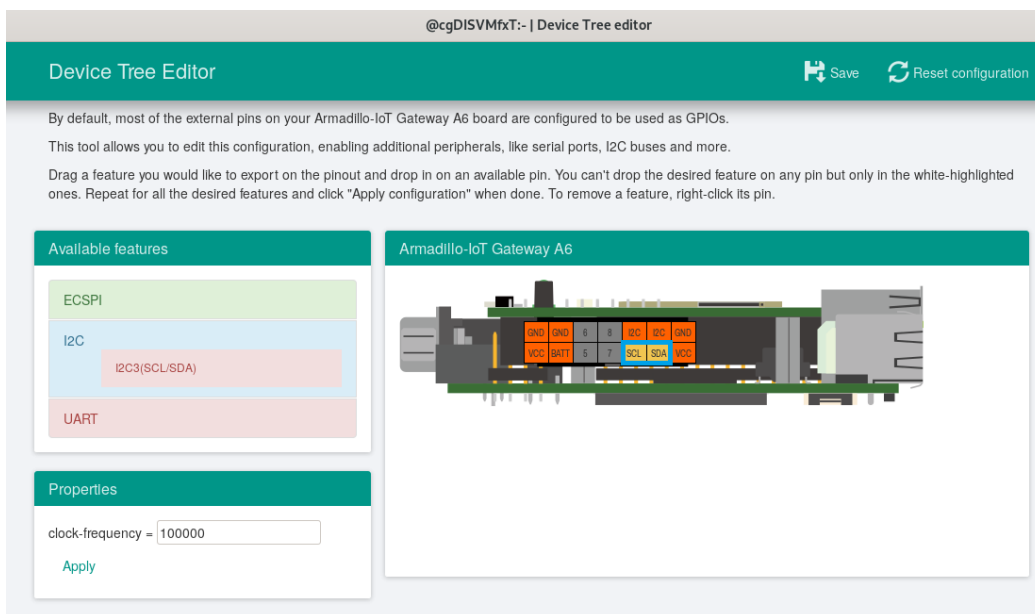 @cgDISVMfxT:~ | Device Tree editor
Device Tree Editor
Save
Reset configuration
By default, most of the external pins on your Armadillo-IoT Gateway A6 board are configured to be used as GPIOs.
This tool allows you to edit this configuration, enabling additional peripherals, like serial ports, I2C buses and more.
Drag a feature you would like to export on the pinout and drop in on an available pin. You can't drop the desired feature on any pin but only in the white-highlighted
ones. Repeat for all the desired features and click "Apply configuration" when done. To remove a feature, right-click its pin.
Available features
ECSPI
I2C
I2C3(SCL/SDA)
UART
Armadillo-IoT Gateway A6
GND GND 6 8 I2C I2C GND
VCC BATT 5 7 SCL SDA VCC
Properties
clock-frequency = 100000
Apply